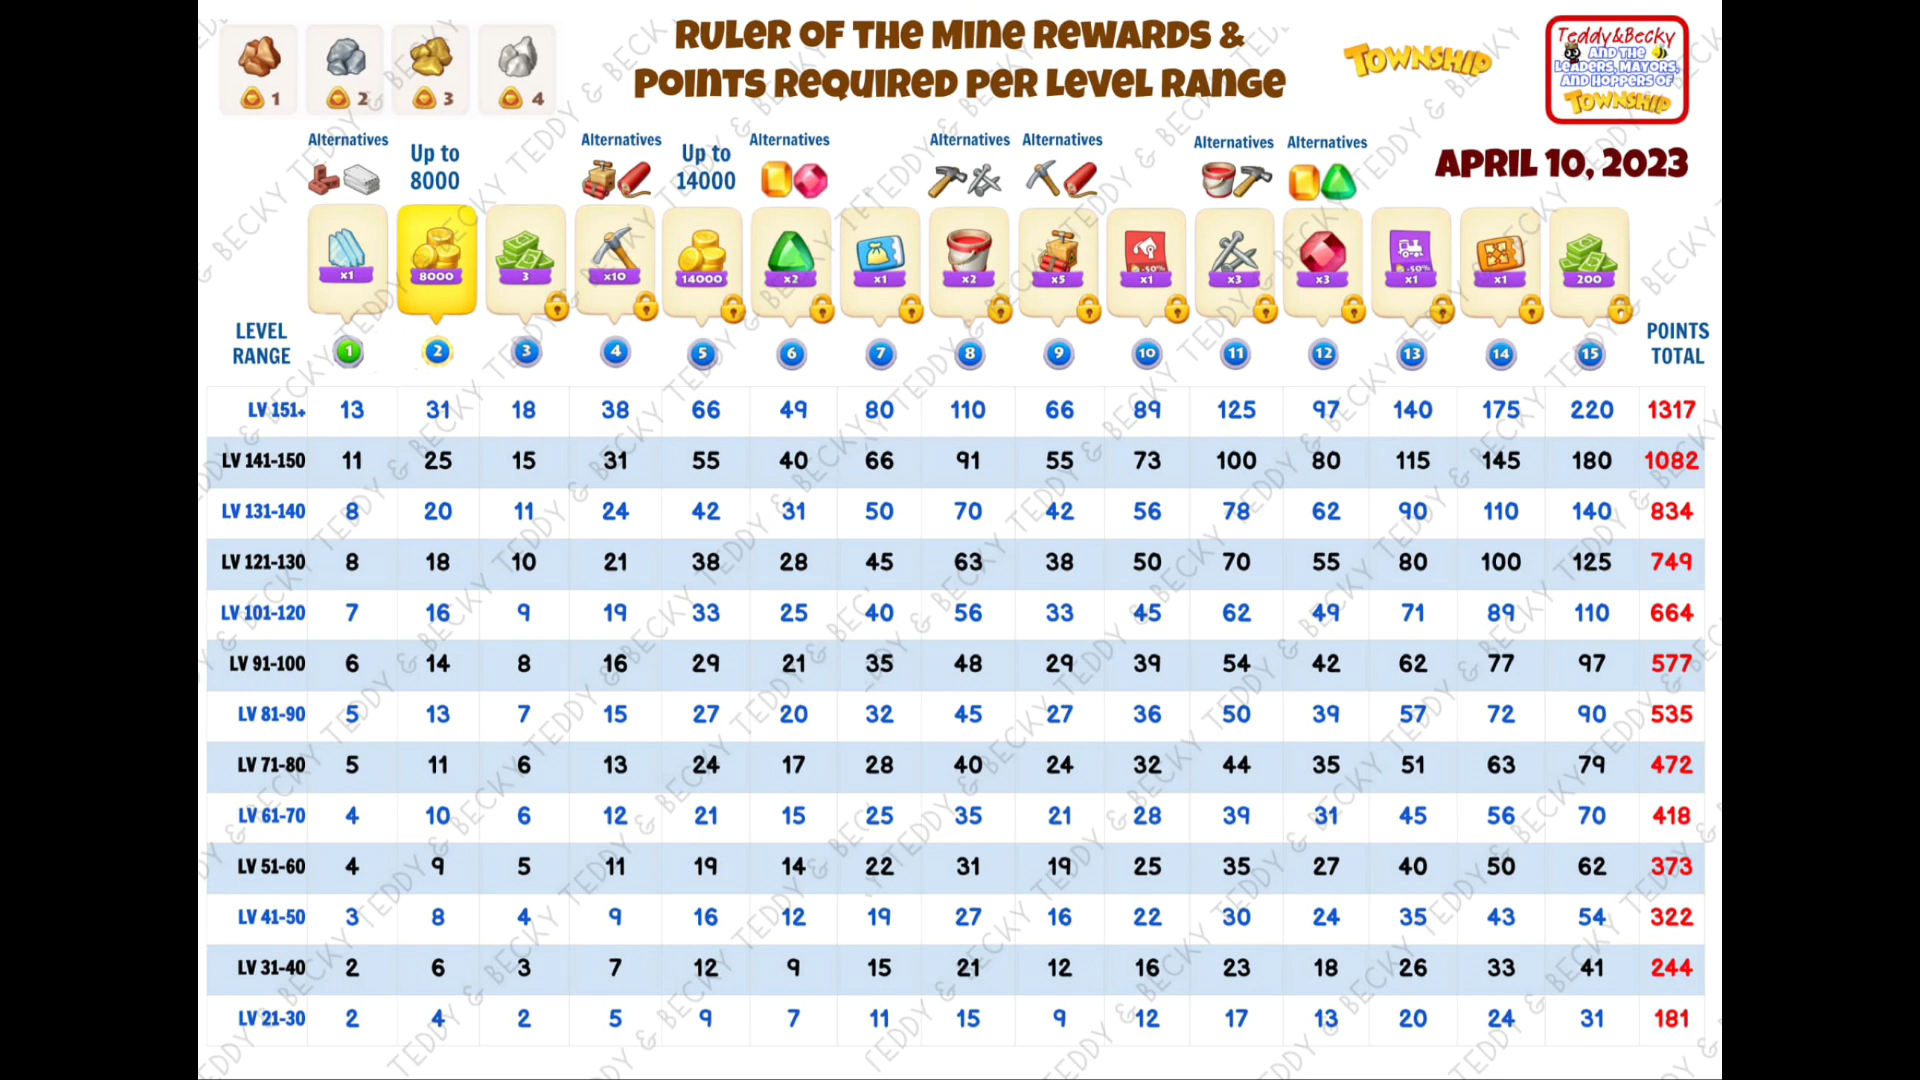 RULER OF THE MINE REWARDS &
POINTS REQUIRED PER LEVEL RANGE
TOWNSHIP
Teddy&Becky
AND THE
LEADERS, MAYORS,
AND HOPPERS OF
TOWNSHIP
APRIL 10, 2023
1 2 3 4
Alternatives Alternatives Alternatives Alternatives Alternatives Alternatives Alternatives
Up to
8000
Up to
14000
x1 8000 3 x10 14000 x2 x1 x2 x5 -50% x1 x3 x3 -50% x1 x1 200
LEVEL
RANGE
1 2 3 4 5 6 7 8 9 10 11 12 13 14 15
POINTS
TOTAL
LV 151+ 13 31 18 38 66 49 80 110 66 89 125 97 140 175 220 1317
LV 141-150 11 25 15 31 55 40 66 91 55 73 100 80 115 145 180 1082
LV 131-140 8 20 11 24 42 31 50 70 42 56 78 62 90 110 140 834
LV 121-130 8 18 10 21 38 28 45 63 38 50 70 55 80 100 125 749
LV 101-120 7 16 9 19 33 25 40 56 33 45 62 49 71 89 110 664
LV 91-100 6 14 8 16 29 21 35 48 29 39 54 42 62 77 97 577
LV 81-90 5 13 7 15 27 20 32 45 27 36 50 39 57 72 90 535
LV 71-80 5 11 6 13 24 17 28 40 24 32 44 35 51 63 79 472
LV 61-70 4 10 6 12 21 15 25 35 21 28 39 31 45 56 70 418
LV 51-60 4 9 5 11 19 14 22 31 19 25 35 27 40 50 62 373
LV 41-50 3 8 4 9 16 12 19 27 16 22 30 24 35 43 54 322
LV 31-40 2 6 3 7 12 9 15 21 12 16 23 18 26 33 41 244
LV 21-30 2 4 2 5 9 7 11 15 9 12 17 13 20 24 31 181
TEDDY & BECKY TEDDY & BECKY TEDDY & BECKY